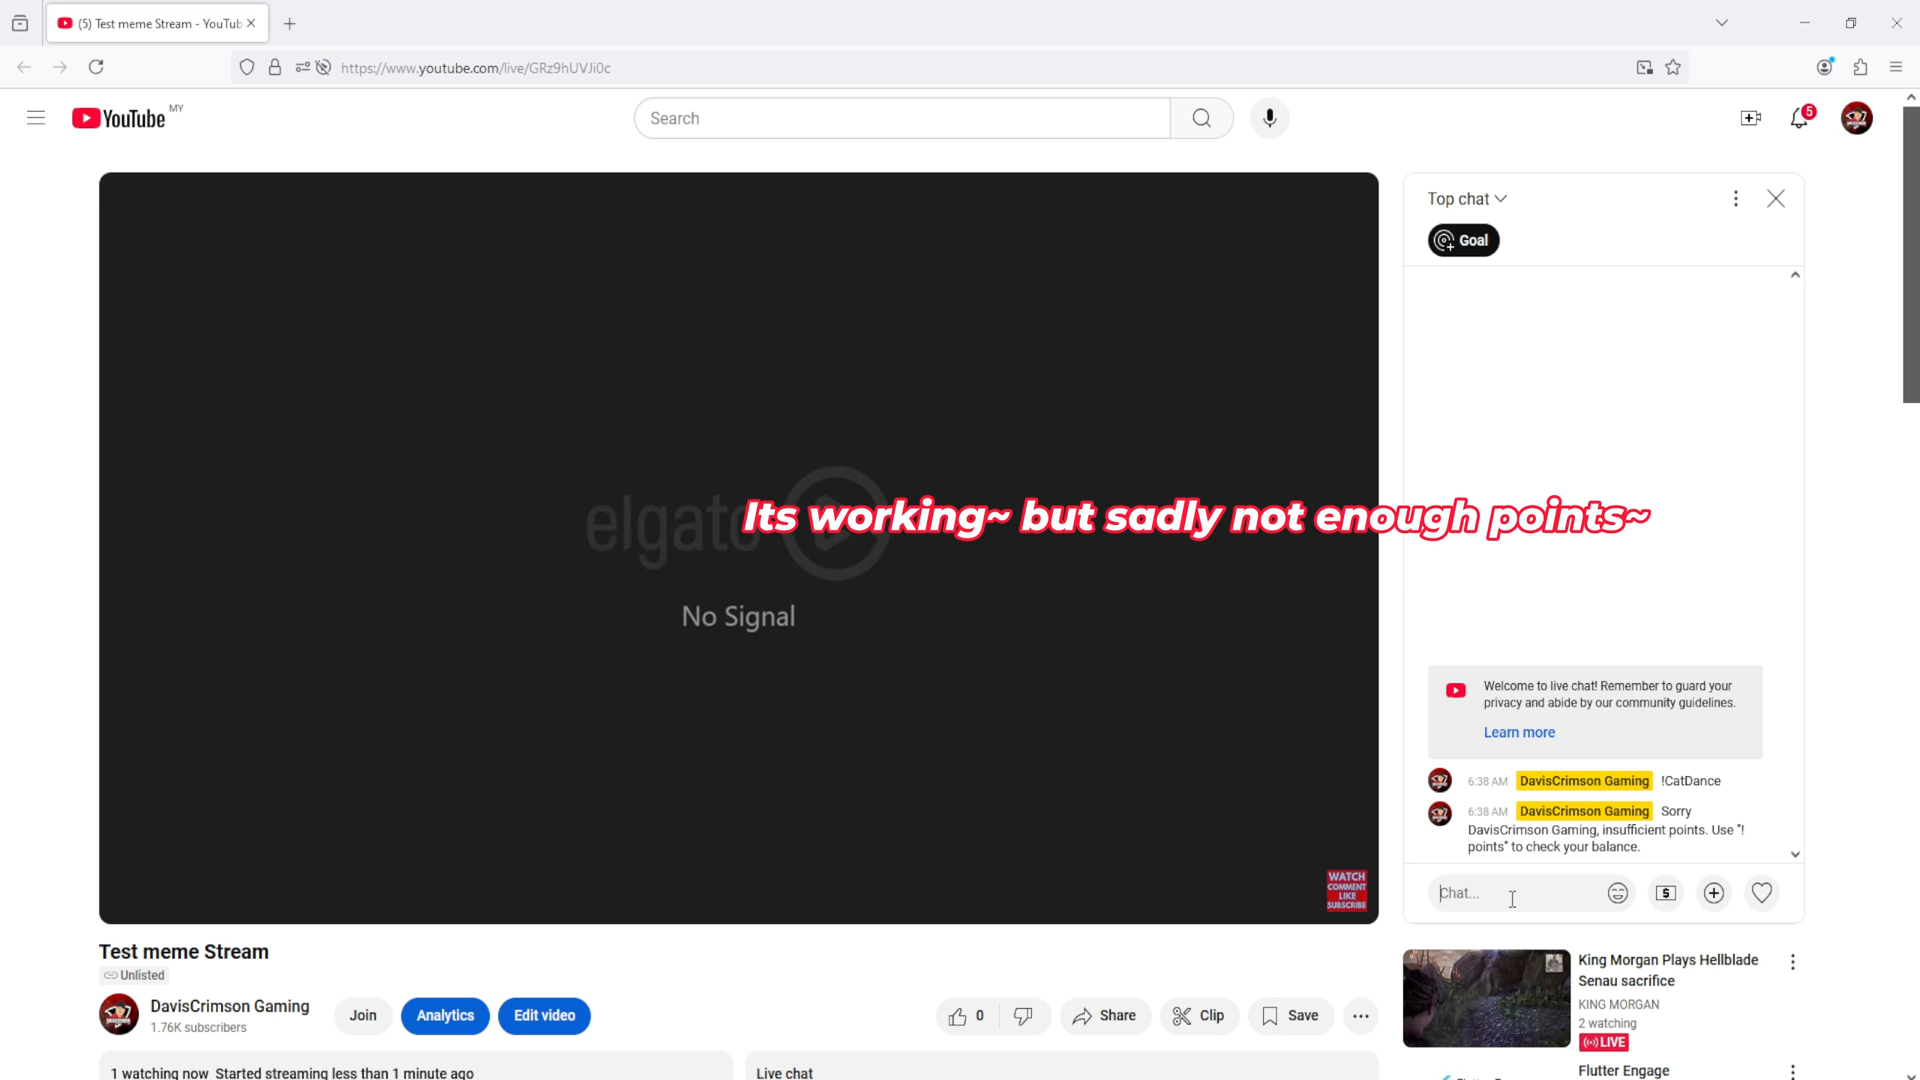 (5) Test meme Stream - YouTub
https://www.youtube.com/live/GRz9hUVJi0c
YouTube MY
Search
5
elgato
No Signal
Its working~ but sadly not enough points~
WATCH
COMMENT
LIKE
SUBSCRIBE
Top chat
Goal
Welcome to live chat! Remember to guard your
privacy and abide by our community guidelines.
Learn more
6:38 AM DavisCrimson Gaming !CatDance
6:38 AM DavisCrimson Gaming Sorry
DavisCrimson Gaming, insufficient points. Use "!
points" to check your balance.
Chat...
Test meme Stream
Unlisted
DavisCrimson Gaming
1.76K subscribers
Join
Analytics
Edit video
0
Share
Clip
Save
1 watching now Started streaming less than 1 minute ago
Live chat
King Morgan Plays Hellblade
Senau sacrifice
KING MORGAN
2 watching
LIVE
Flutter Engage